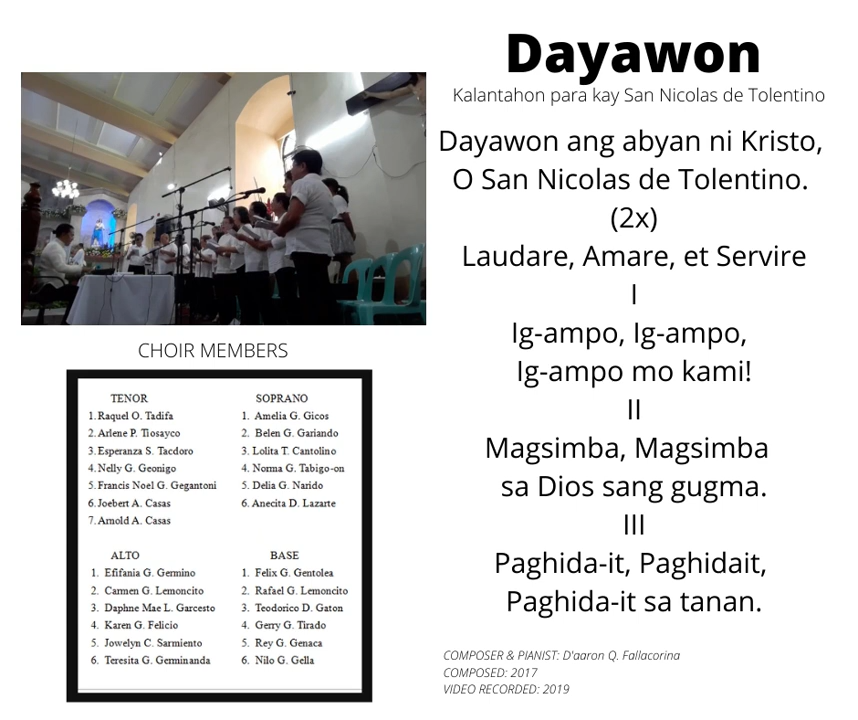 Dayawon
Kalantahon para kay San Nicolas de Tolentino
Dayawon ang abyan ni Kristo,
O San Nicolas de Tolentino.
(2x)
Laudare, Amare, et Servire
I
Ig-ampo, Ig-ampo,
Ig-ampo mo kami!
II
Magsimba, Magsimba
sa Dios sang gugma.
III
Paghida-it, Paghidait,
Paghida-it sa tanan.
COMPOSER & PIANIST: D'aaron Q. Fallacorina
COMPOSED: 2017
VIDEO RECORDED: 2019
CHOIR MEMBERS
TENOR
1. Raquel O. Tadifa
2. Arlene P. Tiosayco
3. Esperanza S. Tacdoro
4. Nelly G. Geonigo
5. Francis Noel G. Gegantoni
6. Joebert A. Casas
7. Arnold A. Casas
SOPRANO
1. Amelia G. Gicos
2. Belen G. Gariando
3. Lolita T. Cantolino
4. Norma G. Tabigo-on
5. Delia G. Narido
6. Anecita D. Lazarte
ALTO
1. Efifania G. Germino
2. Carmen G. Lemoncito
3. Daphne Mae L. Garcesto
4. Karen G. Felicio
5. Jowelyn C. Sarmiento
6. Teresita G. Germinanda
BASE
1. Felix G. Gentolea
2. Rafael G. Lemoncito
3. Teodorico D. Gaton
4. Gerry G. Tirado
5. Rey G. Genaca
6. Nilo G. Gella